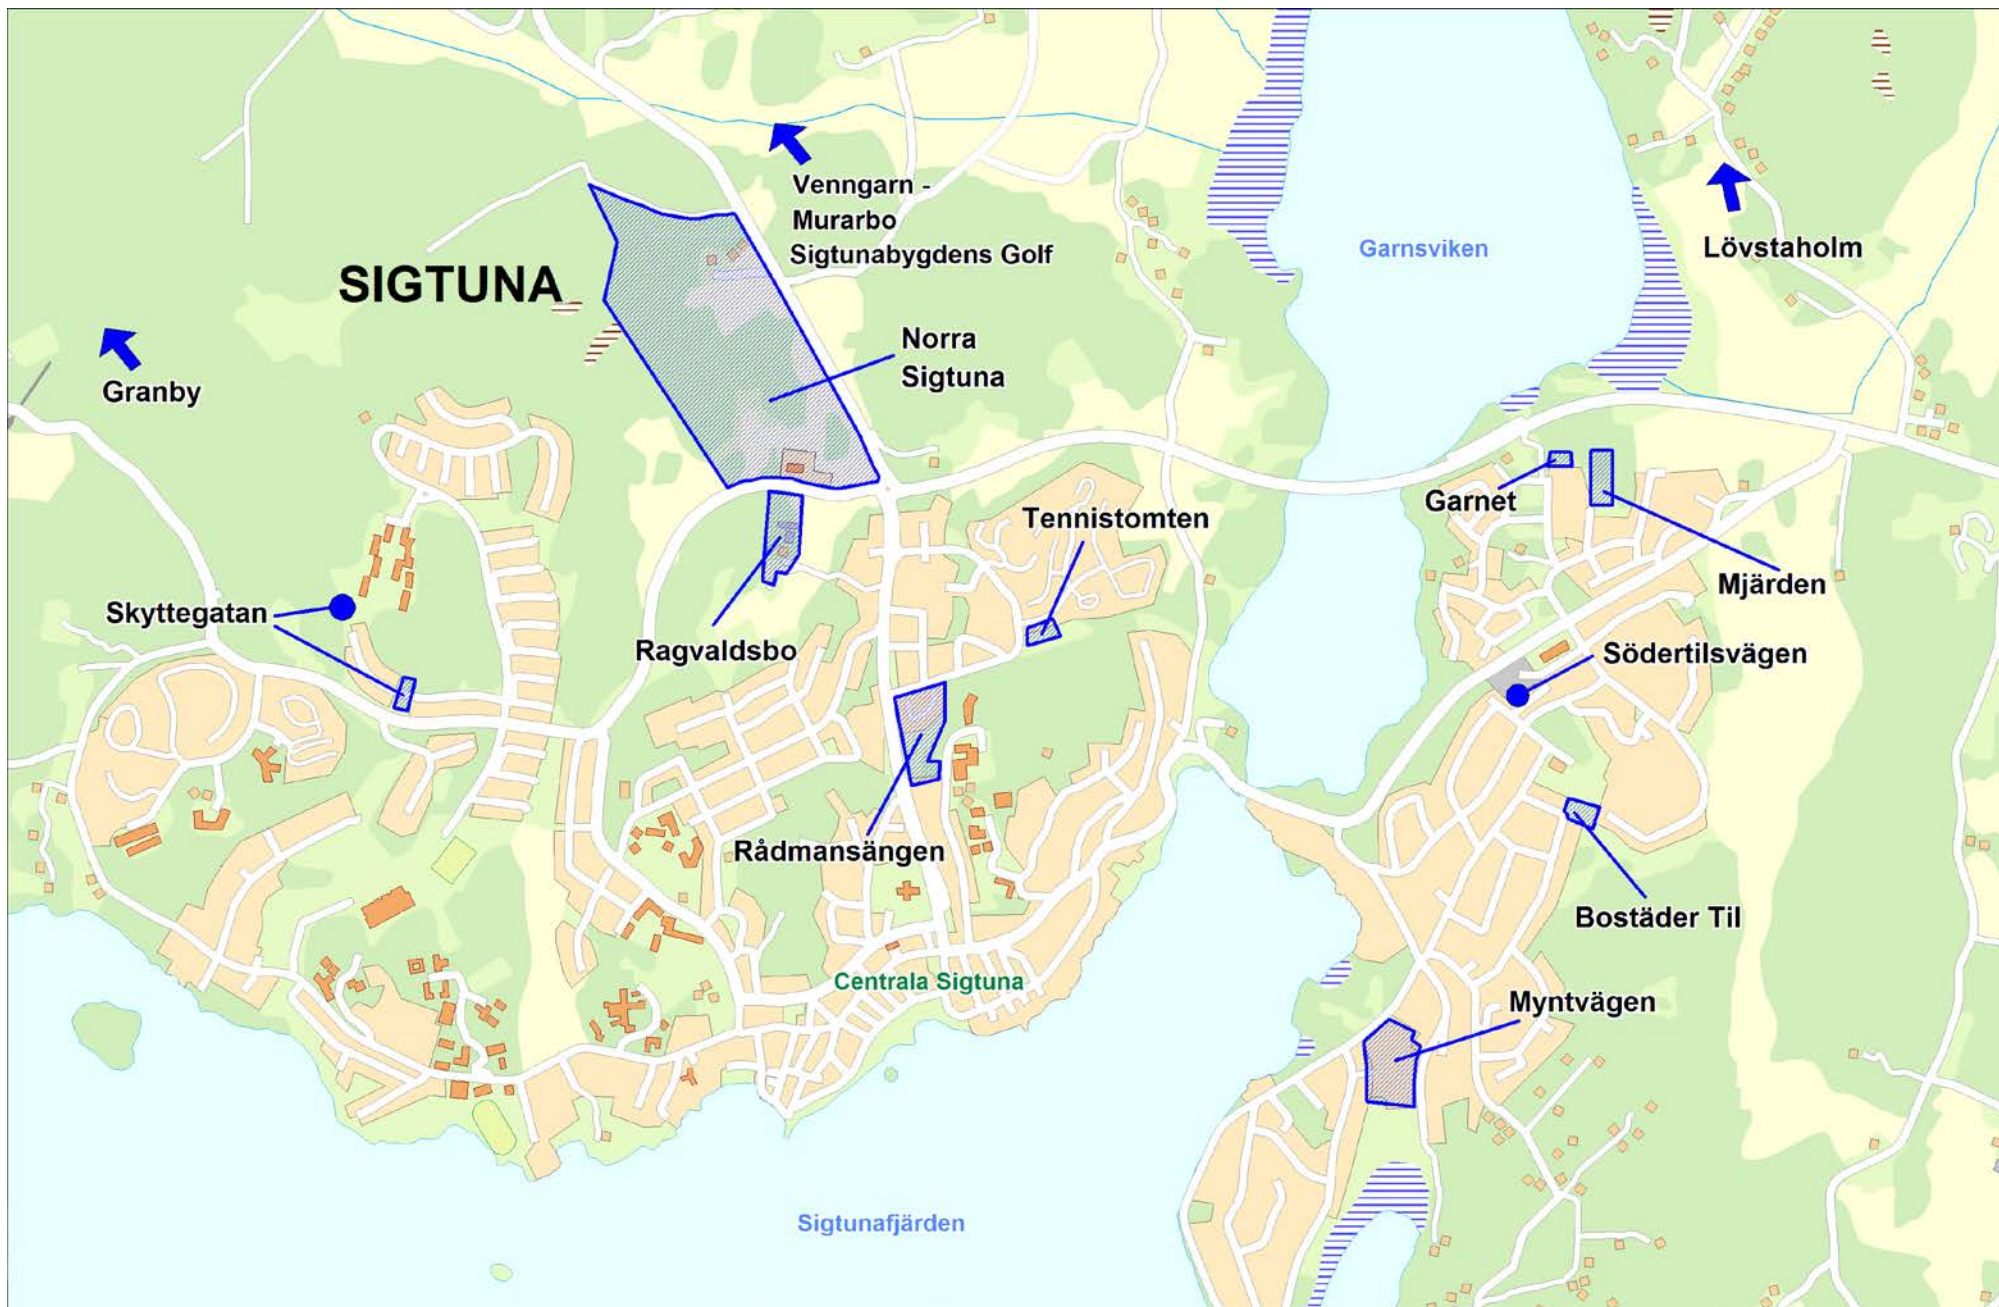 Venngarn -
Murarbo
Sigtunabygdens Golf
Garnsviken
Lövstaholm
SIGTUNA
Norra
Sigtuna
Granby
Garnet
Tennistomten
Mjärden
Skyttegatan
Ragvaldsbo
Södertilsvägen
Rådmansängen
Bostäder Til
Centrala Sigtuna
Myntvägen
Sigtunafjärden